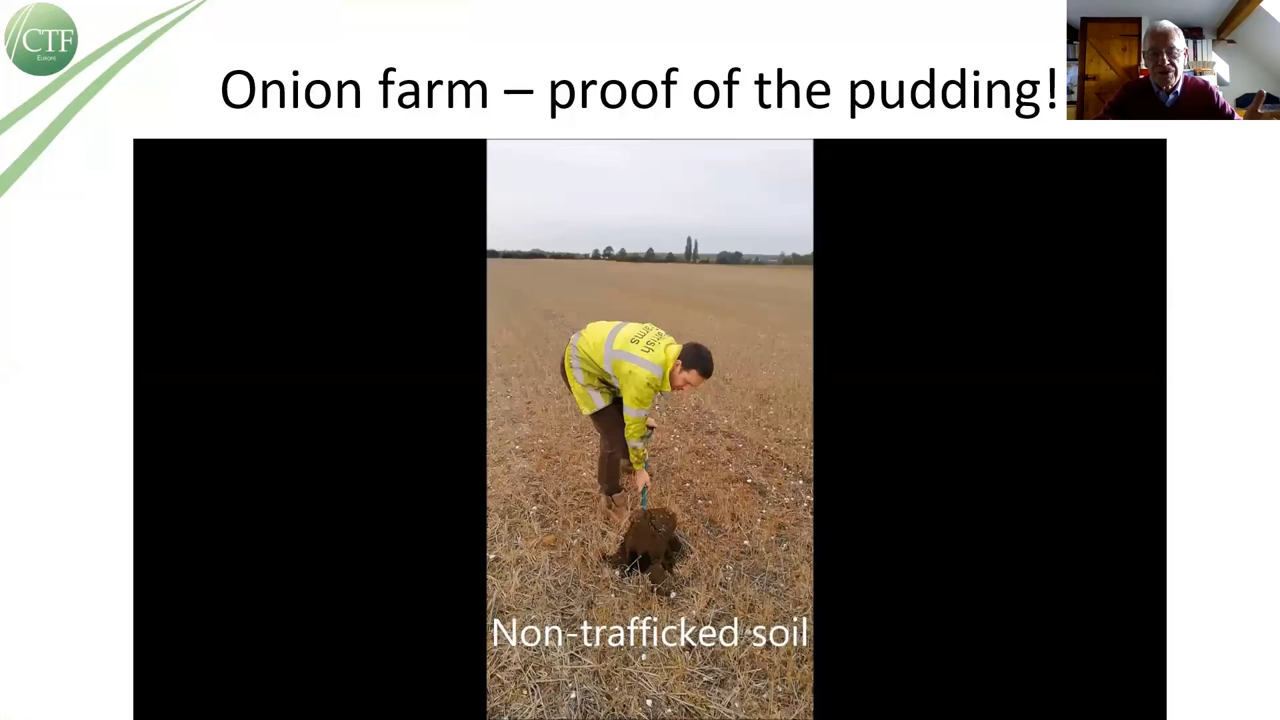 CTF
EUROPE
Onion farm – proof of the pudding!
Non-trafficked soil